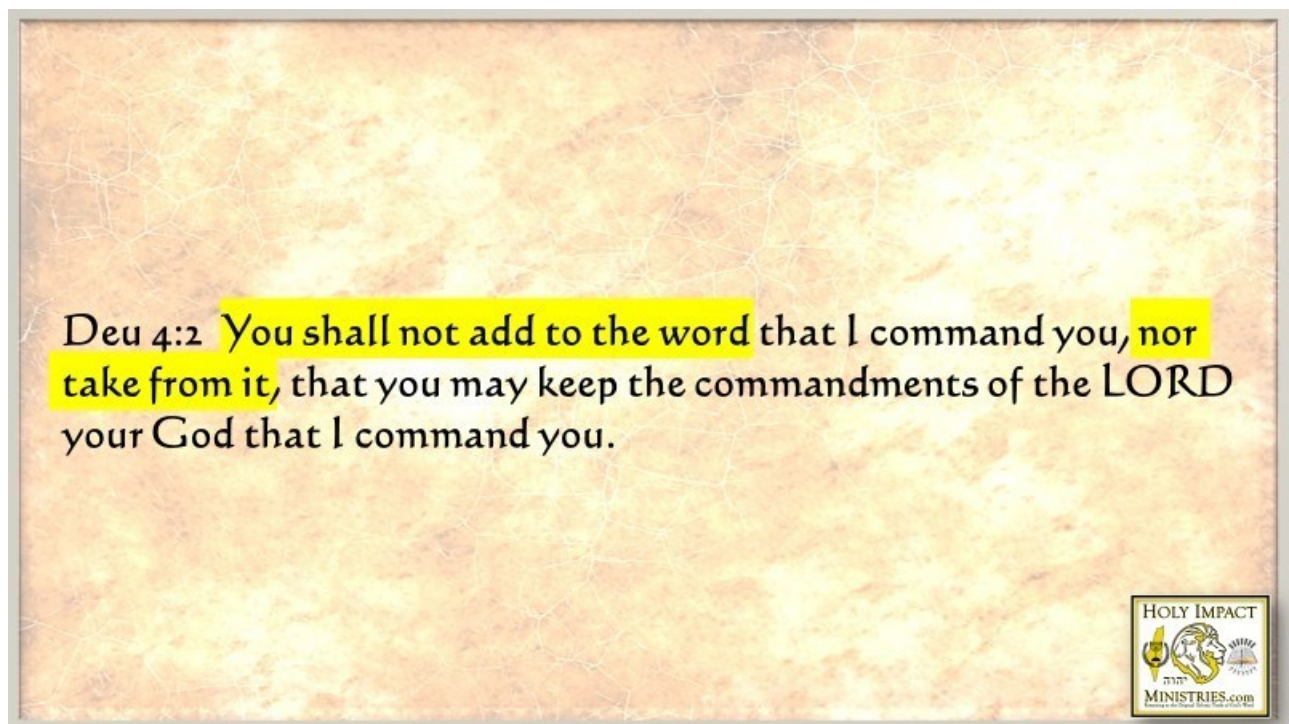 Deu 4:2 You shall not add to the word that I command you, nor
take from it, that you may keep the commandments of the LORD
your God that I command you.
HOLY IMPACT
יהוה
MINISTRIES.com